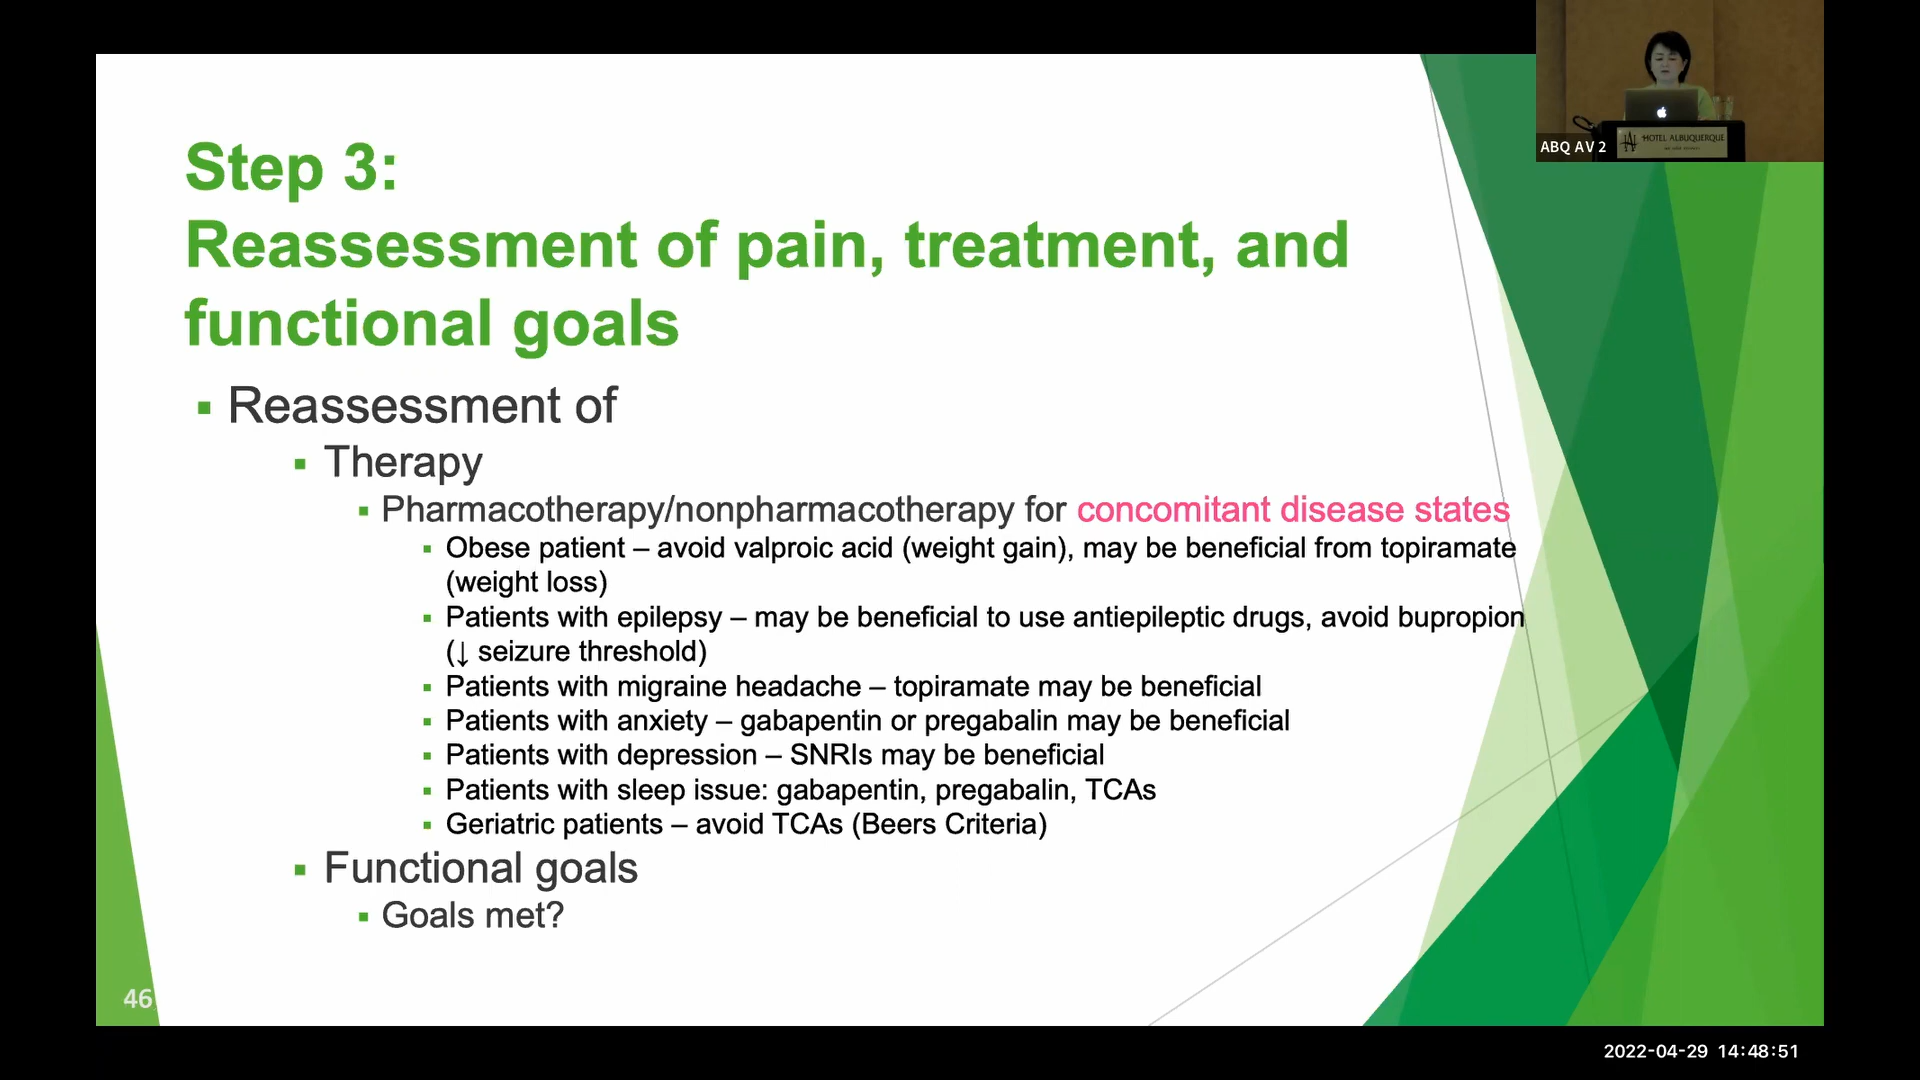 Step 3:
Reassessment of pain, treatment, and
functional goals
▪ Reassessment of
▪ Therapy
▪ Pharmacotherapy/nonpharmacotherapy for concomitant disease states
▪ Obese patient – avoid valproic acid (weight gain), may be beneficial from topiramate
(weight loss)
▪ Patients with epilepsy – may be beneficial to use antiepileptic drugs, avoid bupropion
(↓ seizure threshold)
▪ Patients with migraine headache – topiramate may be beneficial
▪ Patients with anxiety – gabapentin or pregabalin may be beneficial
▪ Patients with depression – SNRIs may be beneficial
▪ Patients with sleep issue: gabapentin, pregabalin, TCAs
▪ Geriatric patients – avoid TCAs (Beers Criteria)
▪ Functional goals
▪ Goals met?
46
ABQ AV 2
HOTEL ALBUQUERQUE
2022-04-29 14:48:51